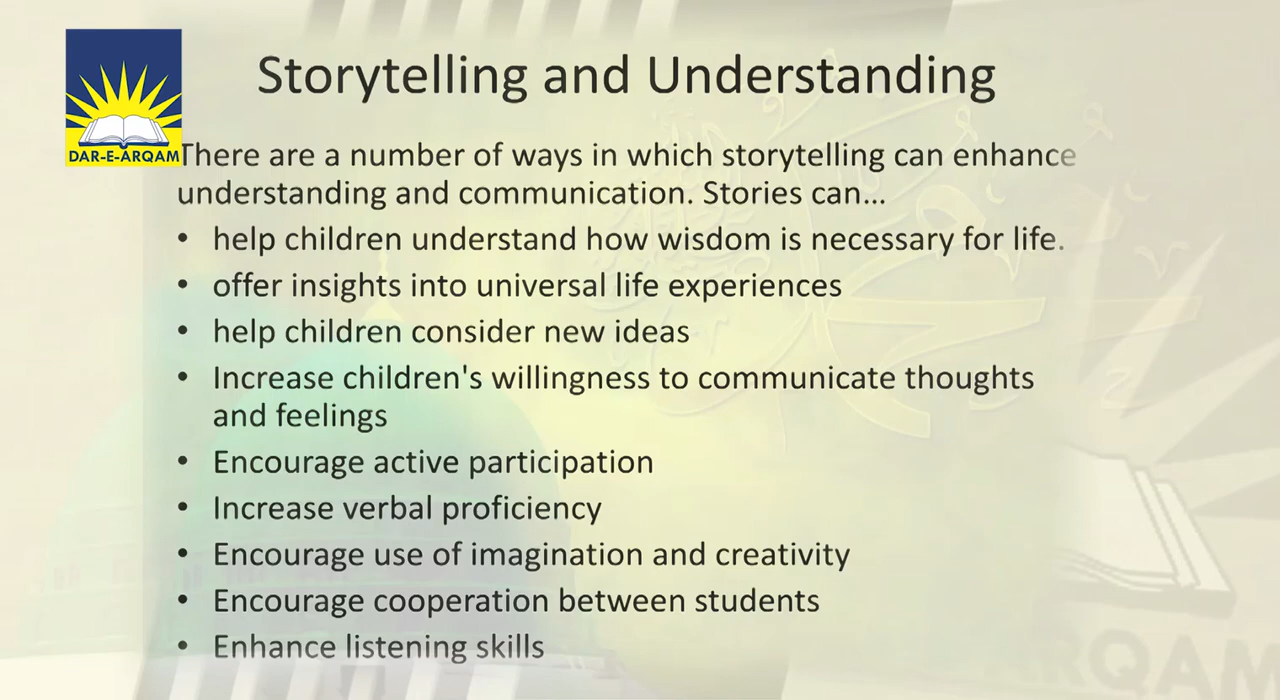 Storytelling and Understanding
DAR-E-ARQAM
There are a number of ways in which storytelling can enhance
understanding and communication. Stories can...
• help children understand how wisdom is necessary for life.
• offer insights into universal life experiences
• help children consider new ideas
• Increase children's willingness to communicate thoughts
and feelings
• Encourage active participation
• Increase verbal proficiency
• Encourage use of imagination and creativity
• Encourage cooperation between students
• Enhance listening skills
ARQAM